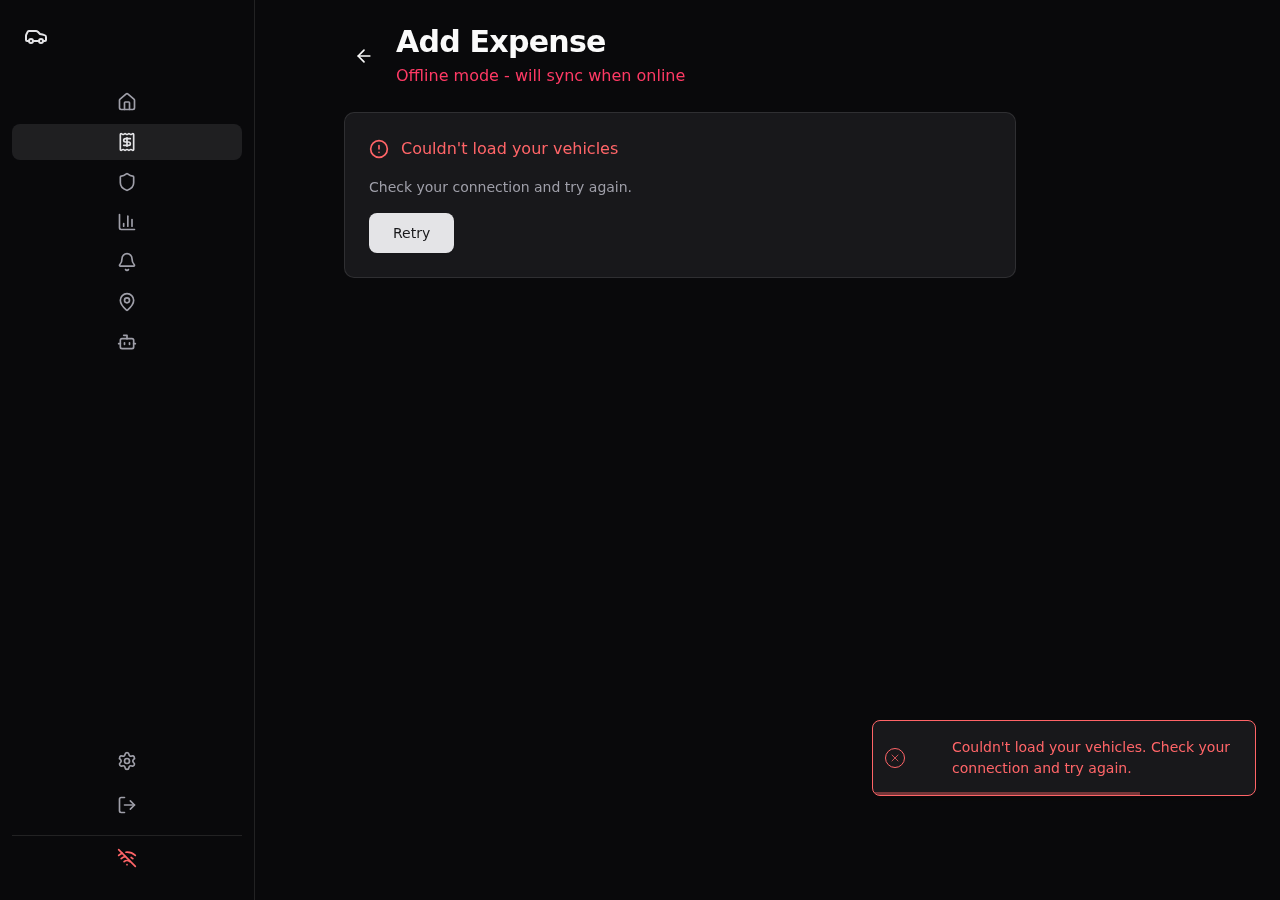 Add Expense
Offline mode - will sync when online
Couldn't load your vehicles
Check your connection and try again.
Retry
Couldn't load your vehicles. Check your
connection and try again.